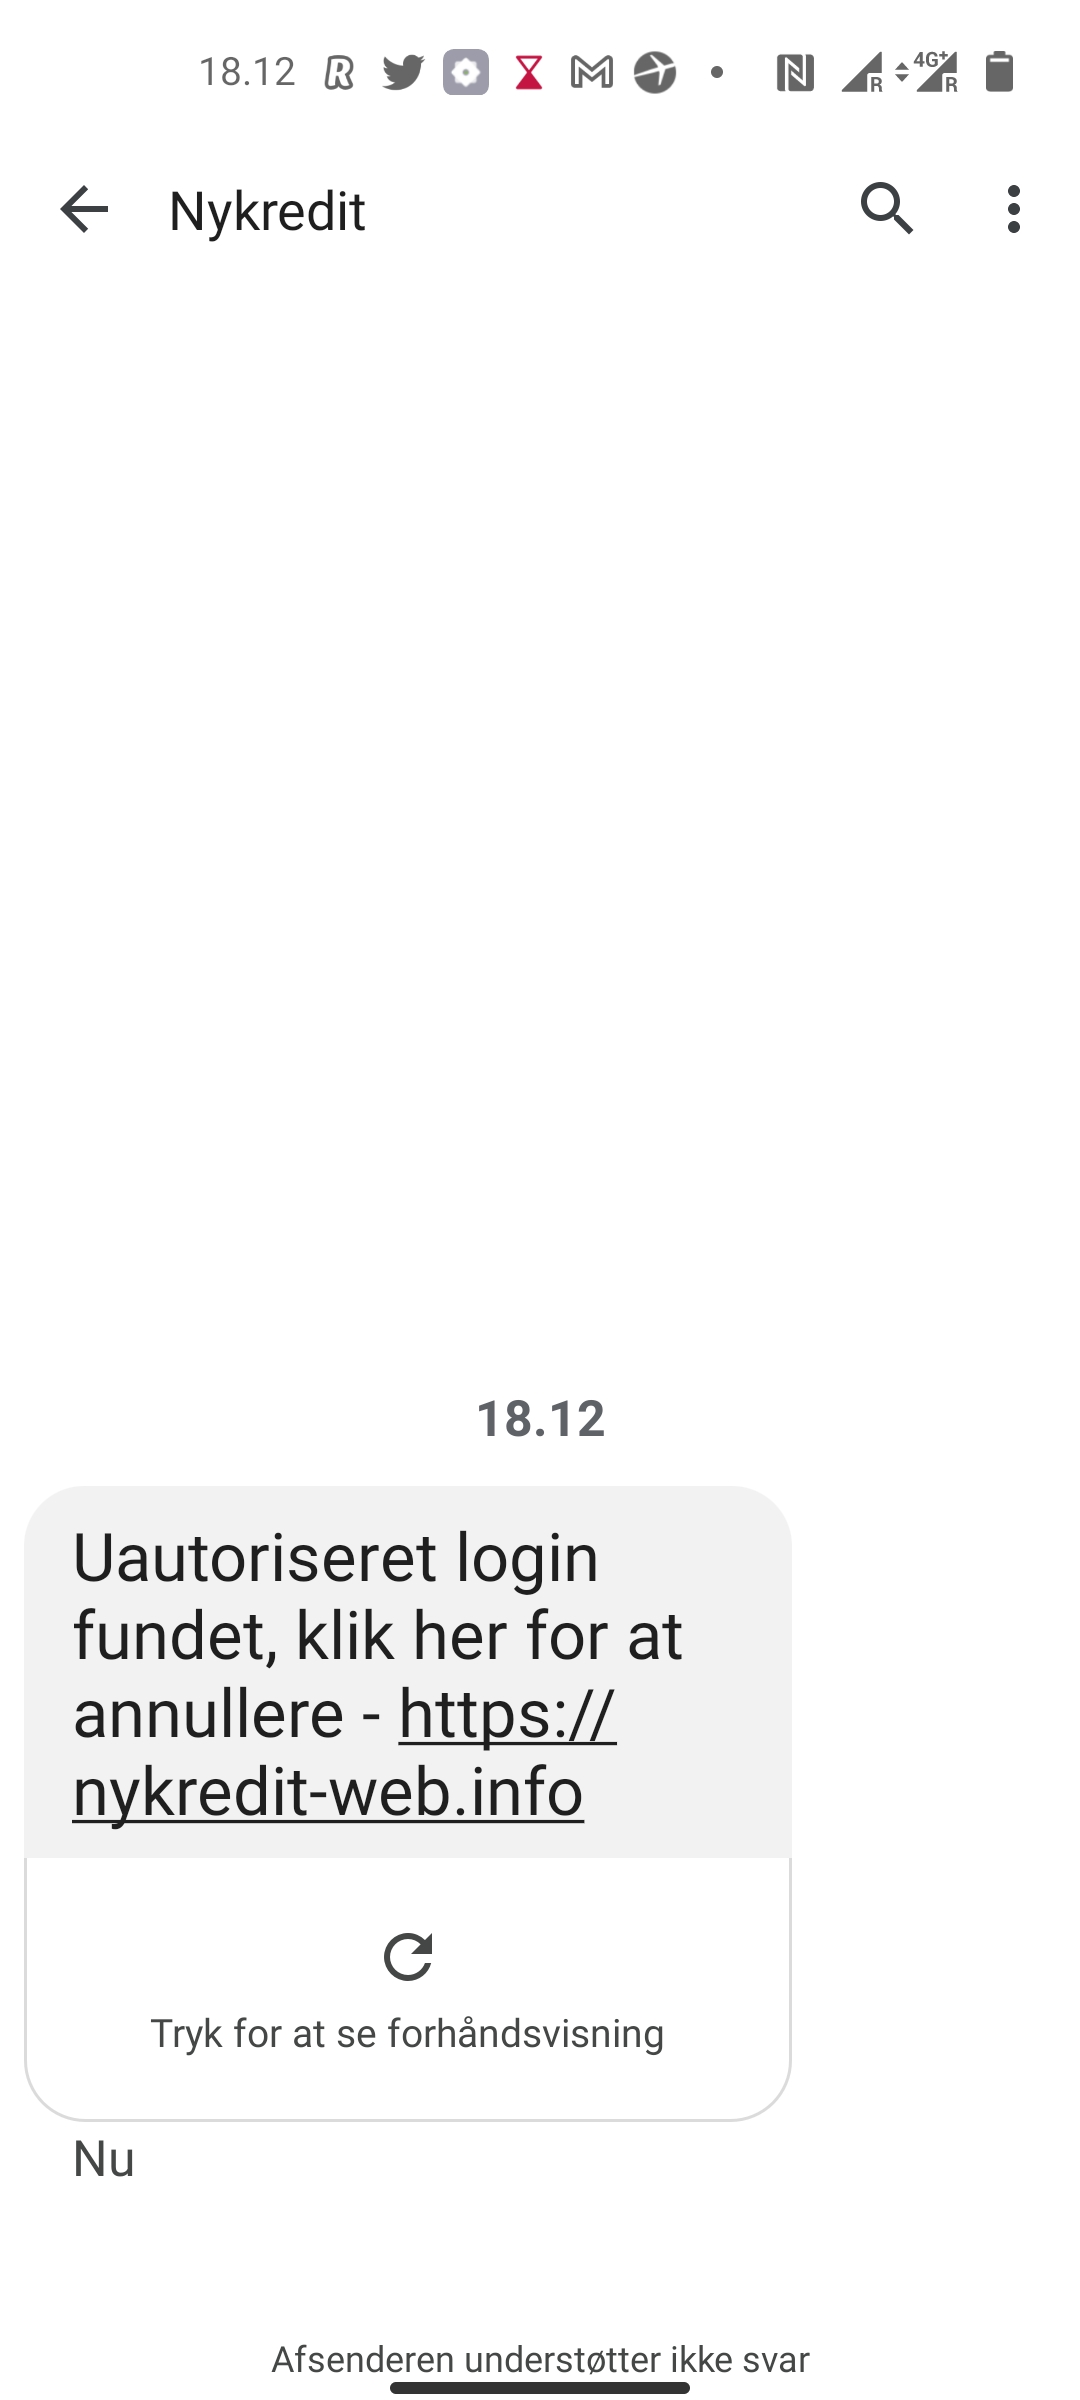 18.12
4G+
R
R
Nykredit
18.12
Uautoriseret login
fundet, klik her for at
annullere - https://
nykredit-web.info
Tryk for at se forhåndsvisning
Nu
Afsenderen understøtter ikke svar